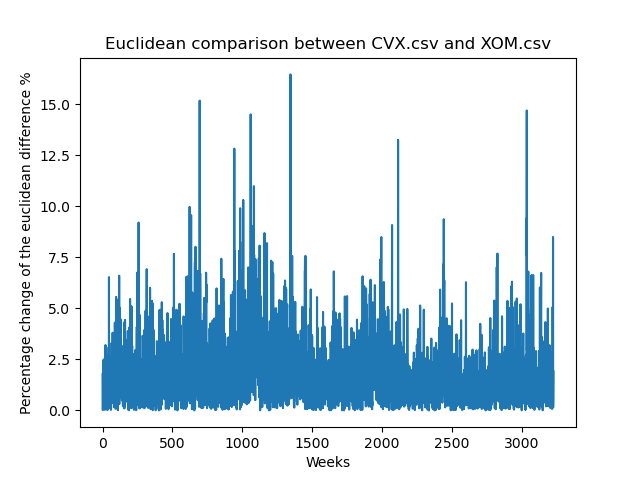 Euclidean comparison between CVX.csv and XOM.csv
Percentage change of the euclidean difference %
15.0
12.5
10.0
7.5
5.0
2.5
0.0
0 500 1000 1500 2000 2500 3000
Weeks